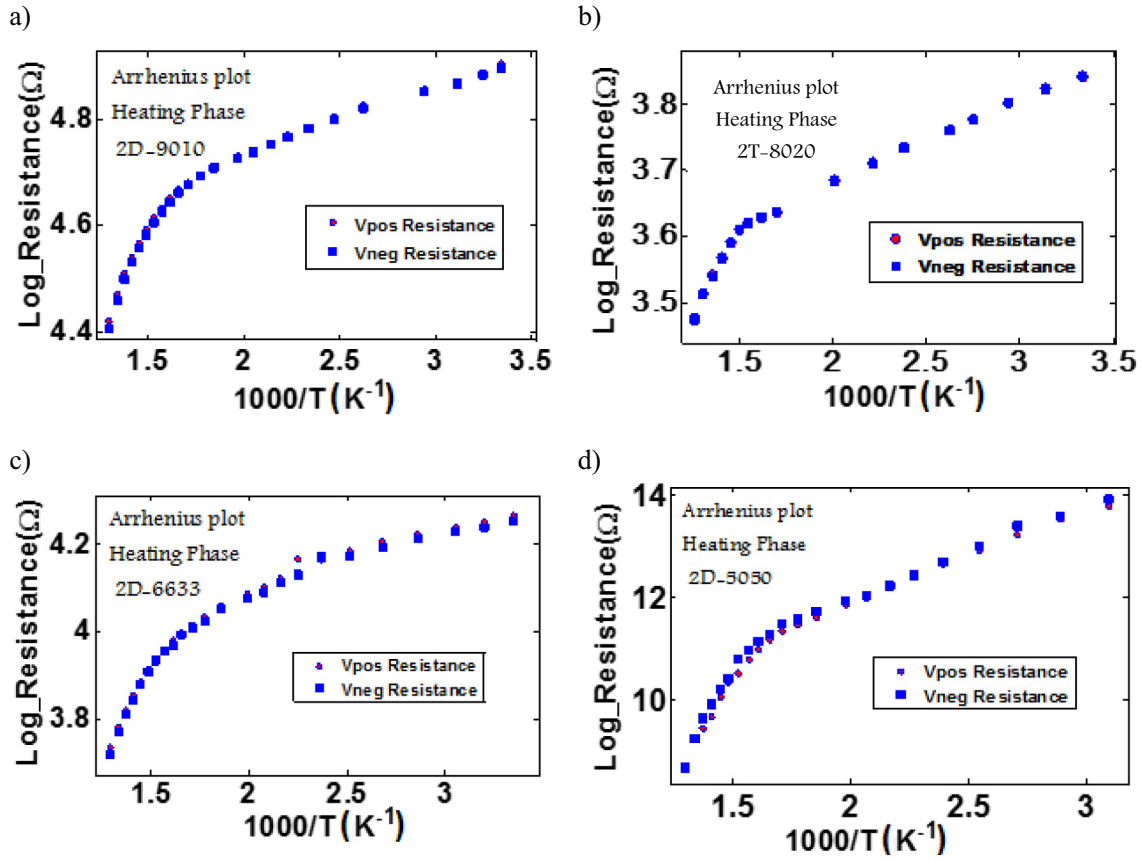 a)
Log_Resistance(Ω)
4.8
4.6
4.4
Arrhenius plot
Heating Phase
2D-9010
Vpos Resistance
Vneg Resistance
1.5 2 2.5 3 3.5
1000/T (K⁻¹)
b)
Log_Resistance(Ω)
3.8
3.7
3.6
3.5
Arrhenius plot
Heating Phase
2T-8020
Vpos Resistance
Vneg Resistance
1.5 2 2.5 3 3.5
1000/T (K⁻¹)
c)
Log_Resistance(Ω)
4.2
4
3.8
Arrhenius plot
Heating Phase
2D-6633
Vpos Resistance
Vneg Resistance
1.5 2 2.5 3
1000/T (K⁻¹)
d)
Log_Resistance(Ω)
14
12
10
Arrhenius plot
Heating Phase
2D-5050
Vpos Resistance
Vneg Resistance
1.5 2 2.5 3
1000/T (K⁻¹)